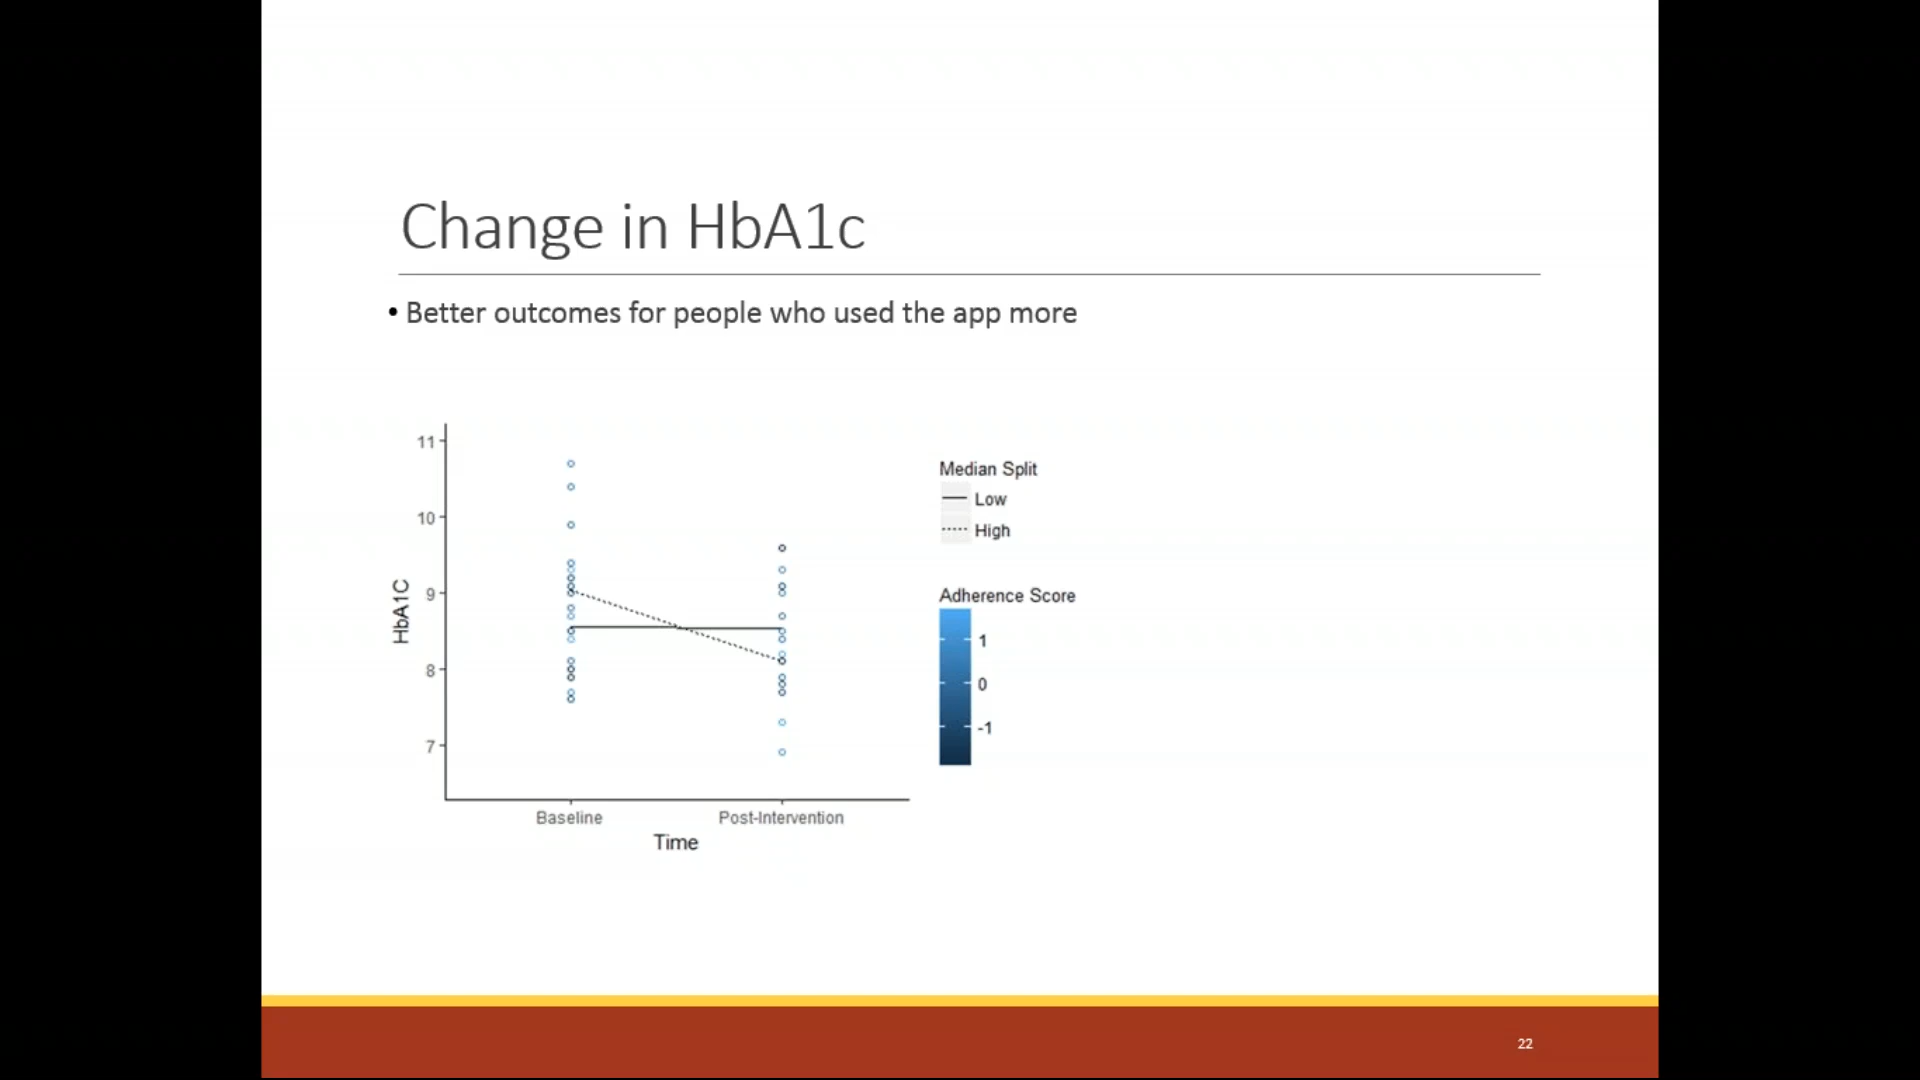 Change in HbA1c
• Better outcomes for people who used the app more
11
10
9
8
7
HbA1C
Baseline
Post-Intervention
Time
Median Split
Low
High
Adherence Score
1
0
-1
22